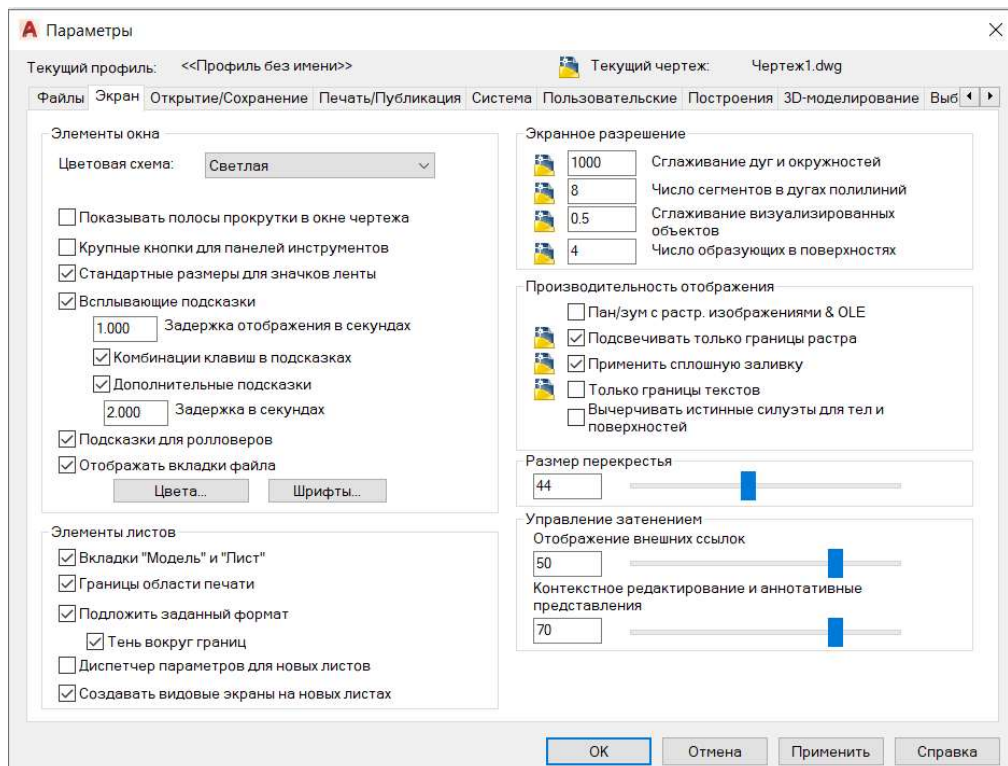 Параметры
Текущий профиль: <<Профиль без имени>> Текущий чертеж: Чертеж1.dwg
Файлы Экран Открытие/Сохранение Печать/Публикация Система Пользовательские Построения 3D-моделирование Выб
Элементы окна
Цветовая схема: Светлая
Показывать полосы прокрутки в окне чертежа
Крупные кнопки для панелей инструментов
Стандартные размеры для значков ленты
Всплывающие подсказки
1.000 Задержка отображения в секундах
Комбинации клавиш в подсказках
Дополнительные подсказки
2.000 Задержка в секундах
Подсказки для ролловеров
Отображать вкладки файла
Цвета... Шрифты...
Элементы листов
Вкладки "Модель" и "Лист"
Границы области печати
Подложить заданный формат
Тень вокруг границ
Диспетчер параметров для новых листов
Создавать видовые экраны на новых листах
Экранное разрешение
1000 Сглаживание дуг и окружностей
8 Число сегментов в дугах полилиний
0.5 Сглаживание визуализированных
объектов
4 Число образующих в поверхностях
Производительность отображения
Пан/зум с растр. изображениями & OLE
Подсвечивать только границы растра
Применить сплошную заливку
Только границы текстов
Вычерчивать истинные силуэты для тел и
поверхностей
Размер перекрестья
44
Управление затенением
Отображение внешних ссылок
50
Контекстное редактирование и аннотативные
представления
70
OK Отмена Применить Справка